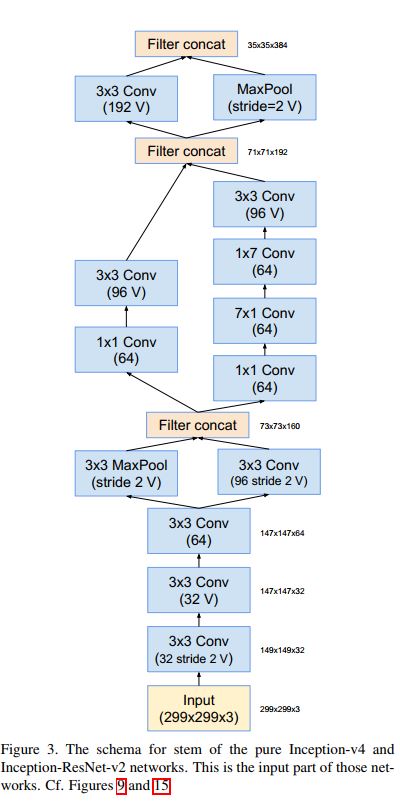 Filter concat
35x35x384
3x3 Conv
(192 V)
MaxPool
(stride=2 V)
Filter concat
71x71x192
3x3 Conv
(96 V)
1x7 Conv
(64)
3x3 Conv
(96 V)
7x1 Conv
(64)
1x1 Conv
(64)
1x1 Conv
(64)
Filter concat
73x73x160
3x3 MaxPool
(stride 2 V)
3x3 Conv
(96 stride 2 V)
3x3 Conv
(64)
147x147x64
3x3 Conv
(32 V)
147x147x32
3x3 Conv
(32 stride 2 V)
149x149x32
Input
(299x299x3)
299x299x3
Figure 3. The schema for stem of the pure Inception-v4 and
Inception-ResNet-v2 networks. This is the input part of those net-
works. Cf. Figures 9 and 15